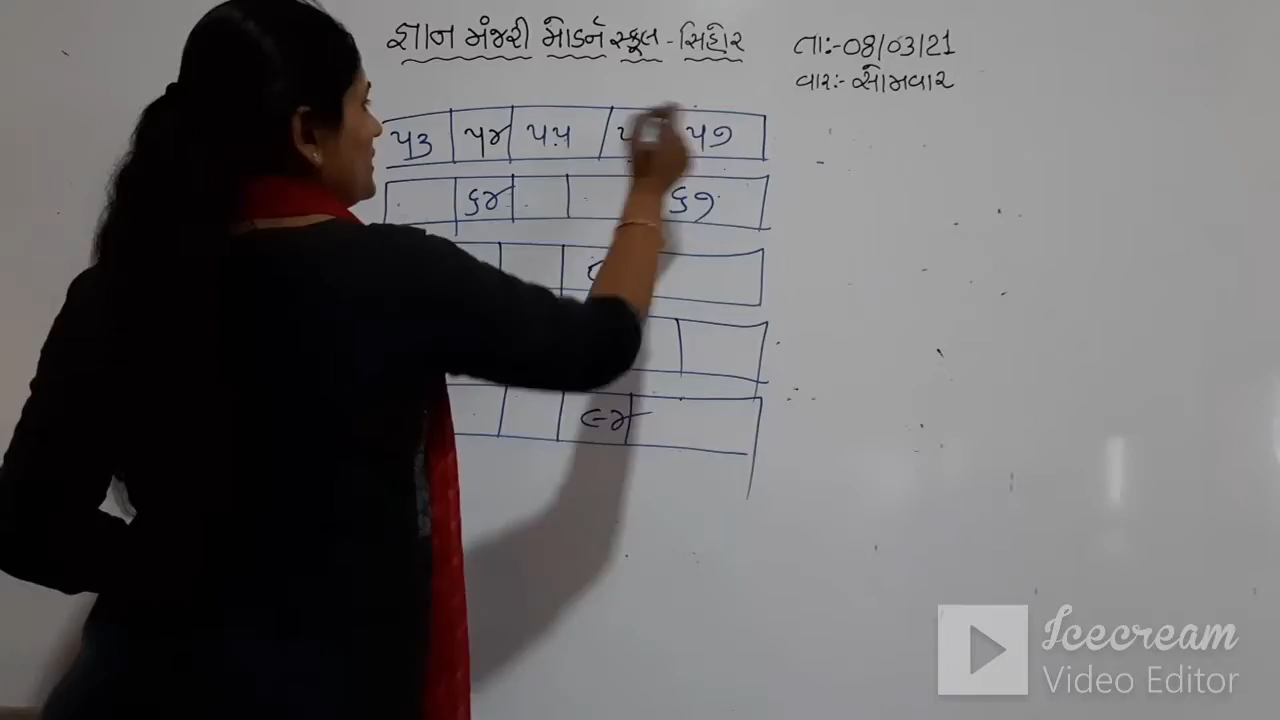 જ્ઞાન મંજરી મોડર્ન સ્કૂલ - સિહોર
તા:- 08/03/21
વાર:- સોમવાર
૫૩ ૫૪ ૫૫ ૫૭
૬૪ ૬૭
૯૪
Icecream
Video Editor